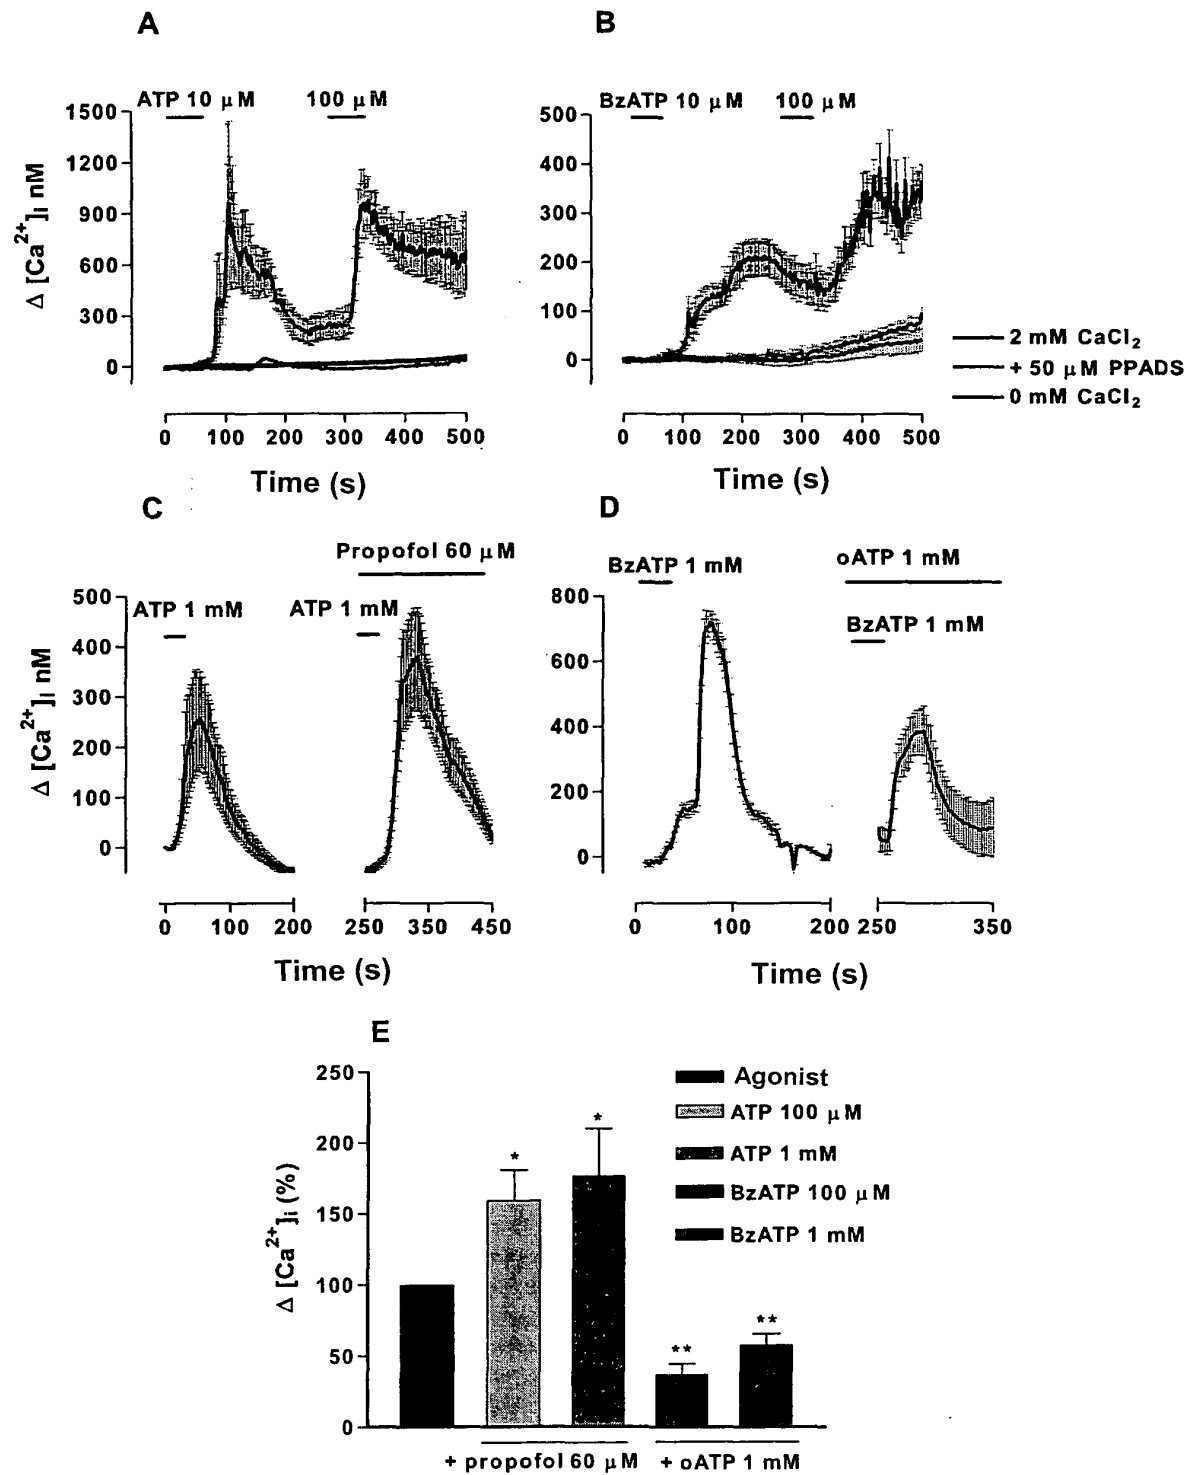 A
B
ATP 10 μM
100 μM
BzATP 10 μM
100 μM
Δ [Ca2+]i nM
1500
1200
900
600
300
0
500
400
300
200
100
0
2 mM CaCl2
+ 50 μM PPADS
0 mM CaCl2
0 100 200 300 400 500
0 100 200 300 400 500
Time (s)
Time (s)
C
D
Propofol 60 μM
ATP 1 mM
ATP 1 mM
BzATP 1 mM
oATP 1 mM
BzATP 1 mM
Δ [Ca2+]i nM
500
400
300
200
100
0
800
600
400
200
0
0 100 200
250 350 450
0 100 200
250 350
Time (s)
Time (s)
E
Δ [Ca2+]i (%)
250
200
150
100
50
0
*
*
**
**
Agonist
ATP 100 μM
ATP 1 mM
BzATP 100 μM
BzATP 1 mM
+ propofol 60 μM
+ oATP 1 mM